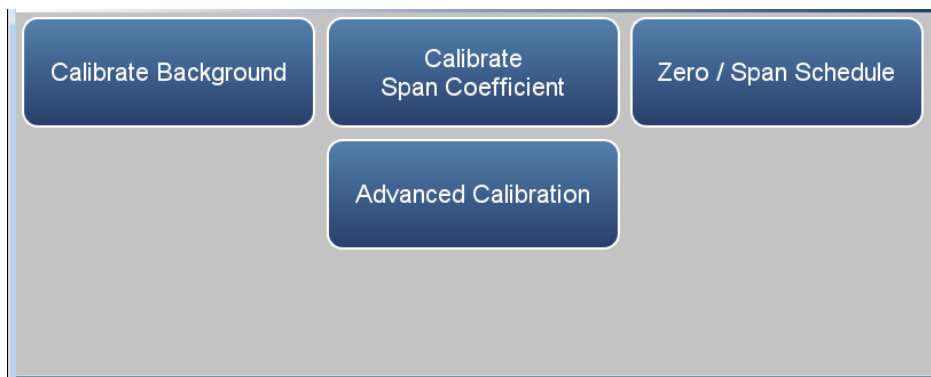 Calibrate Background
Calibrate
Span Coefficient
Zero / Span Schedule
Advanced Calibration